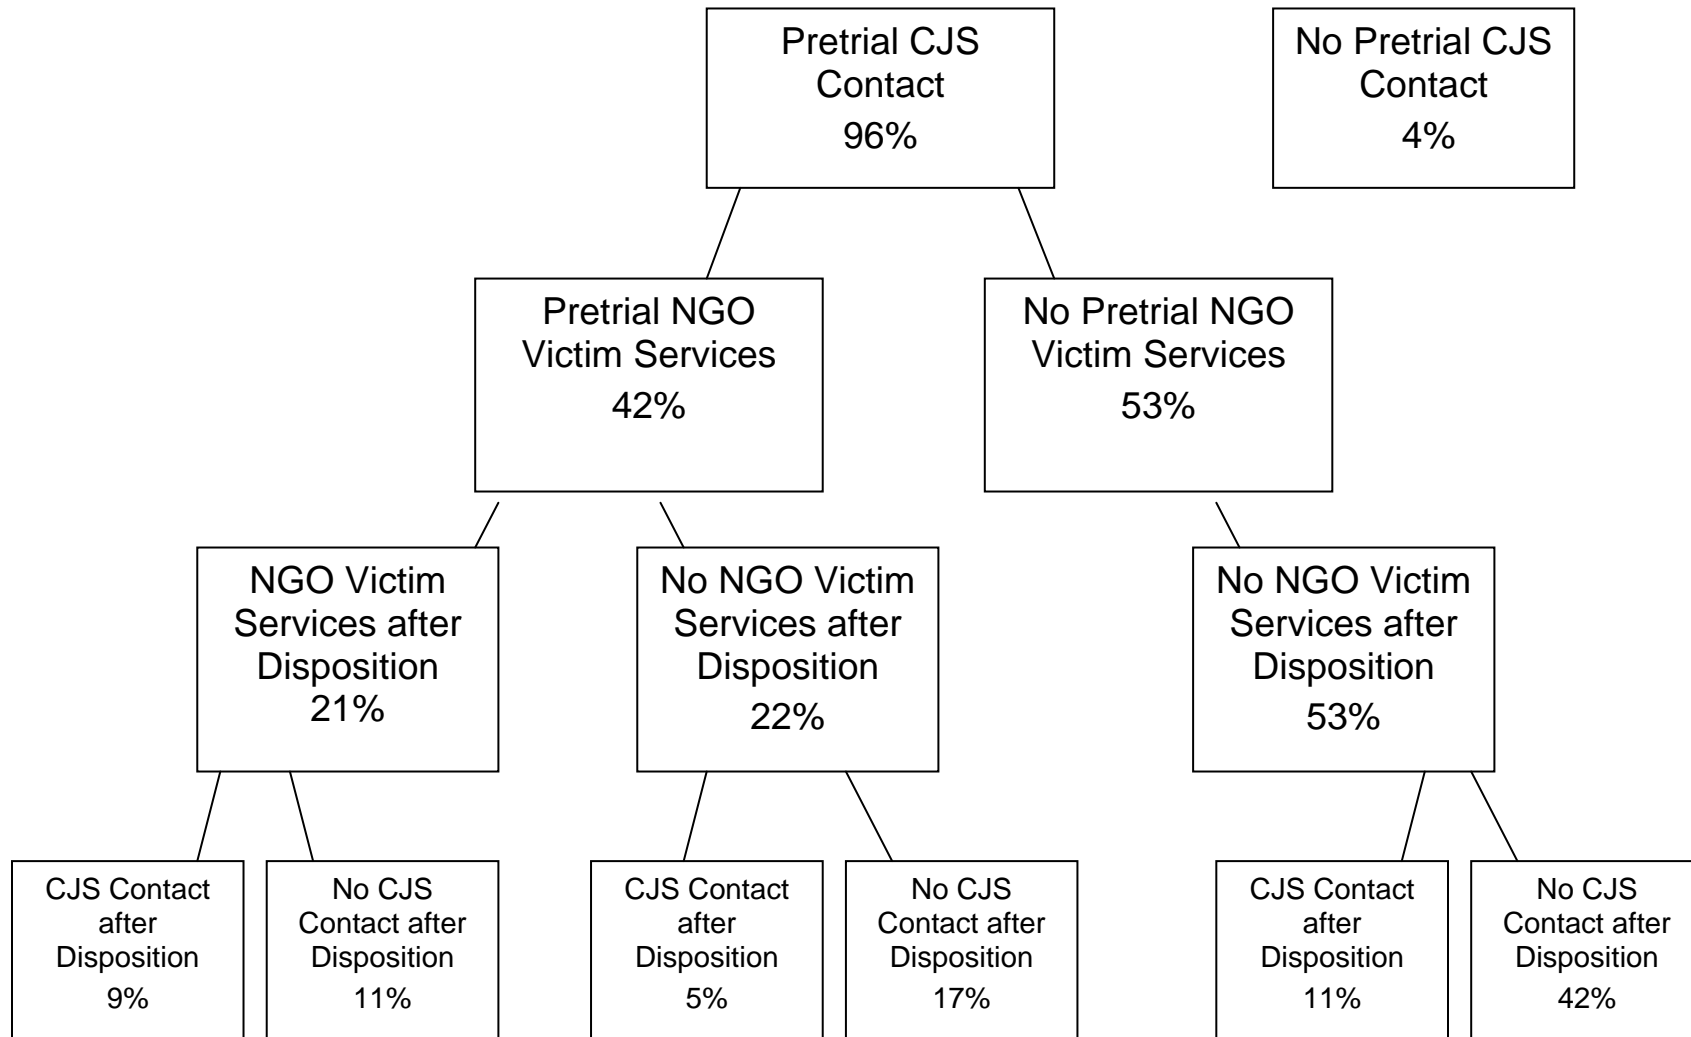 Pretrial CJS
Contact
96%
No Pretrial CJS
Contact
4%
Pretrial NGO
Victim Services
42%
No Pretrial NGO
Victim Services
53%
NGO Victim
Services after
Disposition
21%
No NGO Victim
Services after
Disposition
22%
No NGO Victim
Services after
Disposition
53%
CJS Contact
after
Disposition
9%
No CJS
Contact after
Disposition
11%
CJS Contact
after
Disposition
5%
No CJS
Contact after
Disposition
17%
CJS Contact
after
Disposition
11%
No CJS
Contact after
Disposition
42%